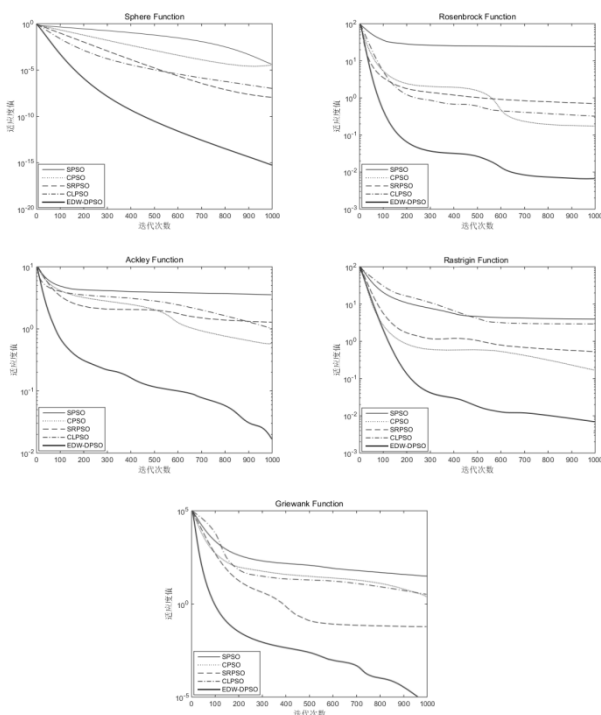 Sphere Function
10^0
10^-5
10^-10
10^-15
10^-20
适应度值
SPSO
CPSO
SRPSO
CLPSO
EDW-DPSO
0 100 200 300 400 500 600 700 800 900 1000
迭代次数
Rosenbrock Function
10^2
10^1
10^0
10^-1
10^-2
10^-3
适应度值
SPSO
CPSO
SRPSO
CLPSO
EDW-DPSO
0 100 200 300 400 500 600 700 800 900 1000
迭代次数
Ackley Function
10^1
10^0
10^-1
10^-2
适应度值
SPSO
CPSO
SRPSO
CLPSO
EDW-DPSO
0 100 200 300 400 500 600 700 800 900 1000
迭代次数
Rastrigin Function
10^2
10^1
10^0
10^-1
10^-2
10^-3
适应度值
SPSO
CPSO
SRPSO
CLPSO
EDW-DPSO
0 100 200 300 400 500 600 700 800 900 1000
迭代次数
Griewank Function
10^5
10^0
10^-5
适应度值
SPSO
CPSO
SRPSO
CLPSO
EDW-DPSO
0 100 200 300 400 500 600 700 800 900 1000
迭代次数